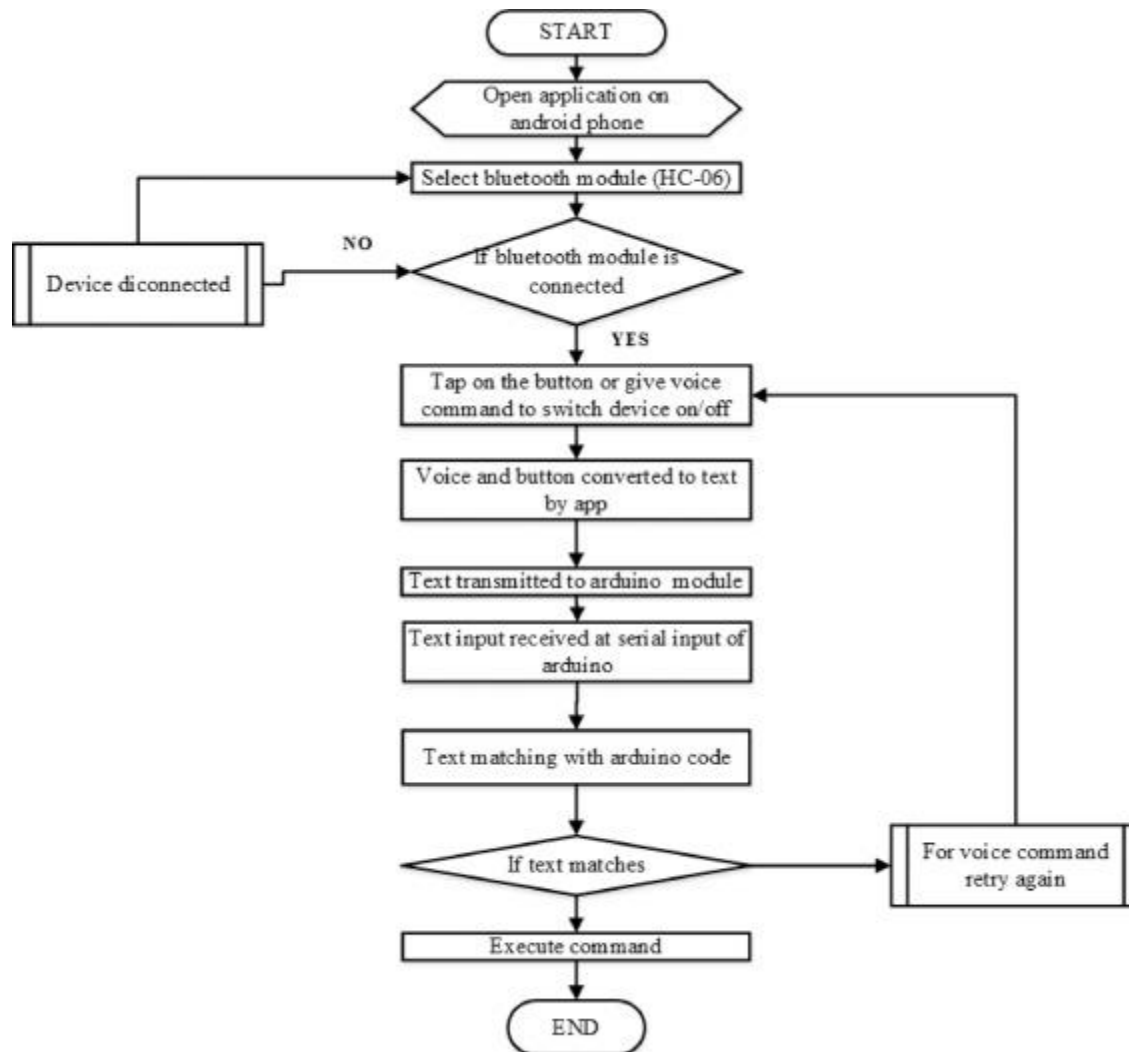 START
Open application on
android phone
Select bluetooth module (HC-06)
NO
If bluetooth module is
connected
Device diconnected
YES
Tap on the button or give voice
command to switch device on/off
Voice and button converted to text
by app
Text transmitted to arduino module
Text input received at serial input of
arduino
Text matching with arduino code
If text matches
For voice command
retry again
Execute command
END